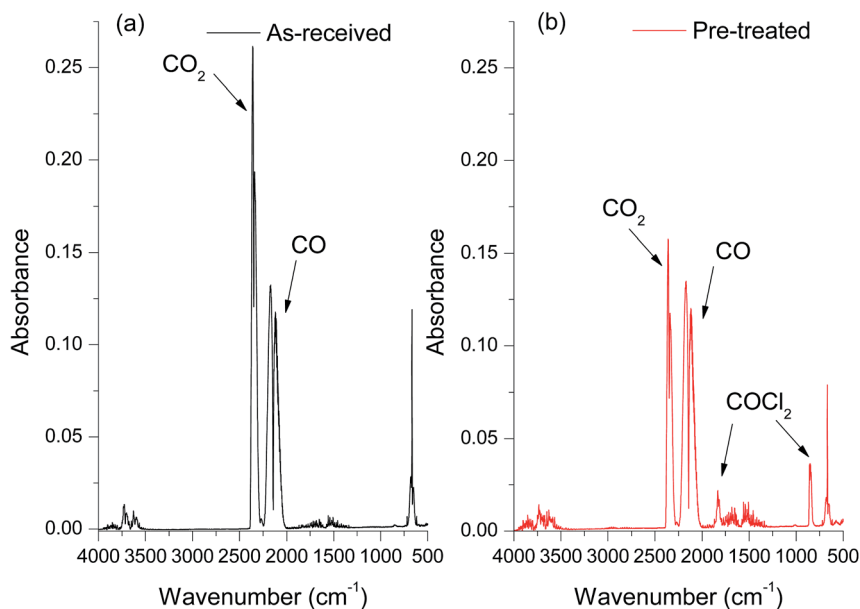 (a) As-received
CO₂
CO
0.25
0.20
0.15
0.10
0.05
0.00
Absorbance
4000 3500 3000 2500 2000 1500 1000 500
Wavenumber (cm⁻¹)
(b) Pre-treated
CO₂
CO
COCl₂
0.25
0.20
0.15
0.10
0.05
0.00
Absorbance
4000 3500 3000 2500 2000 1500 1000 500
Wavenumber (cm⁻¹)